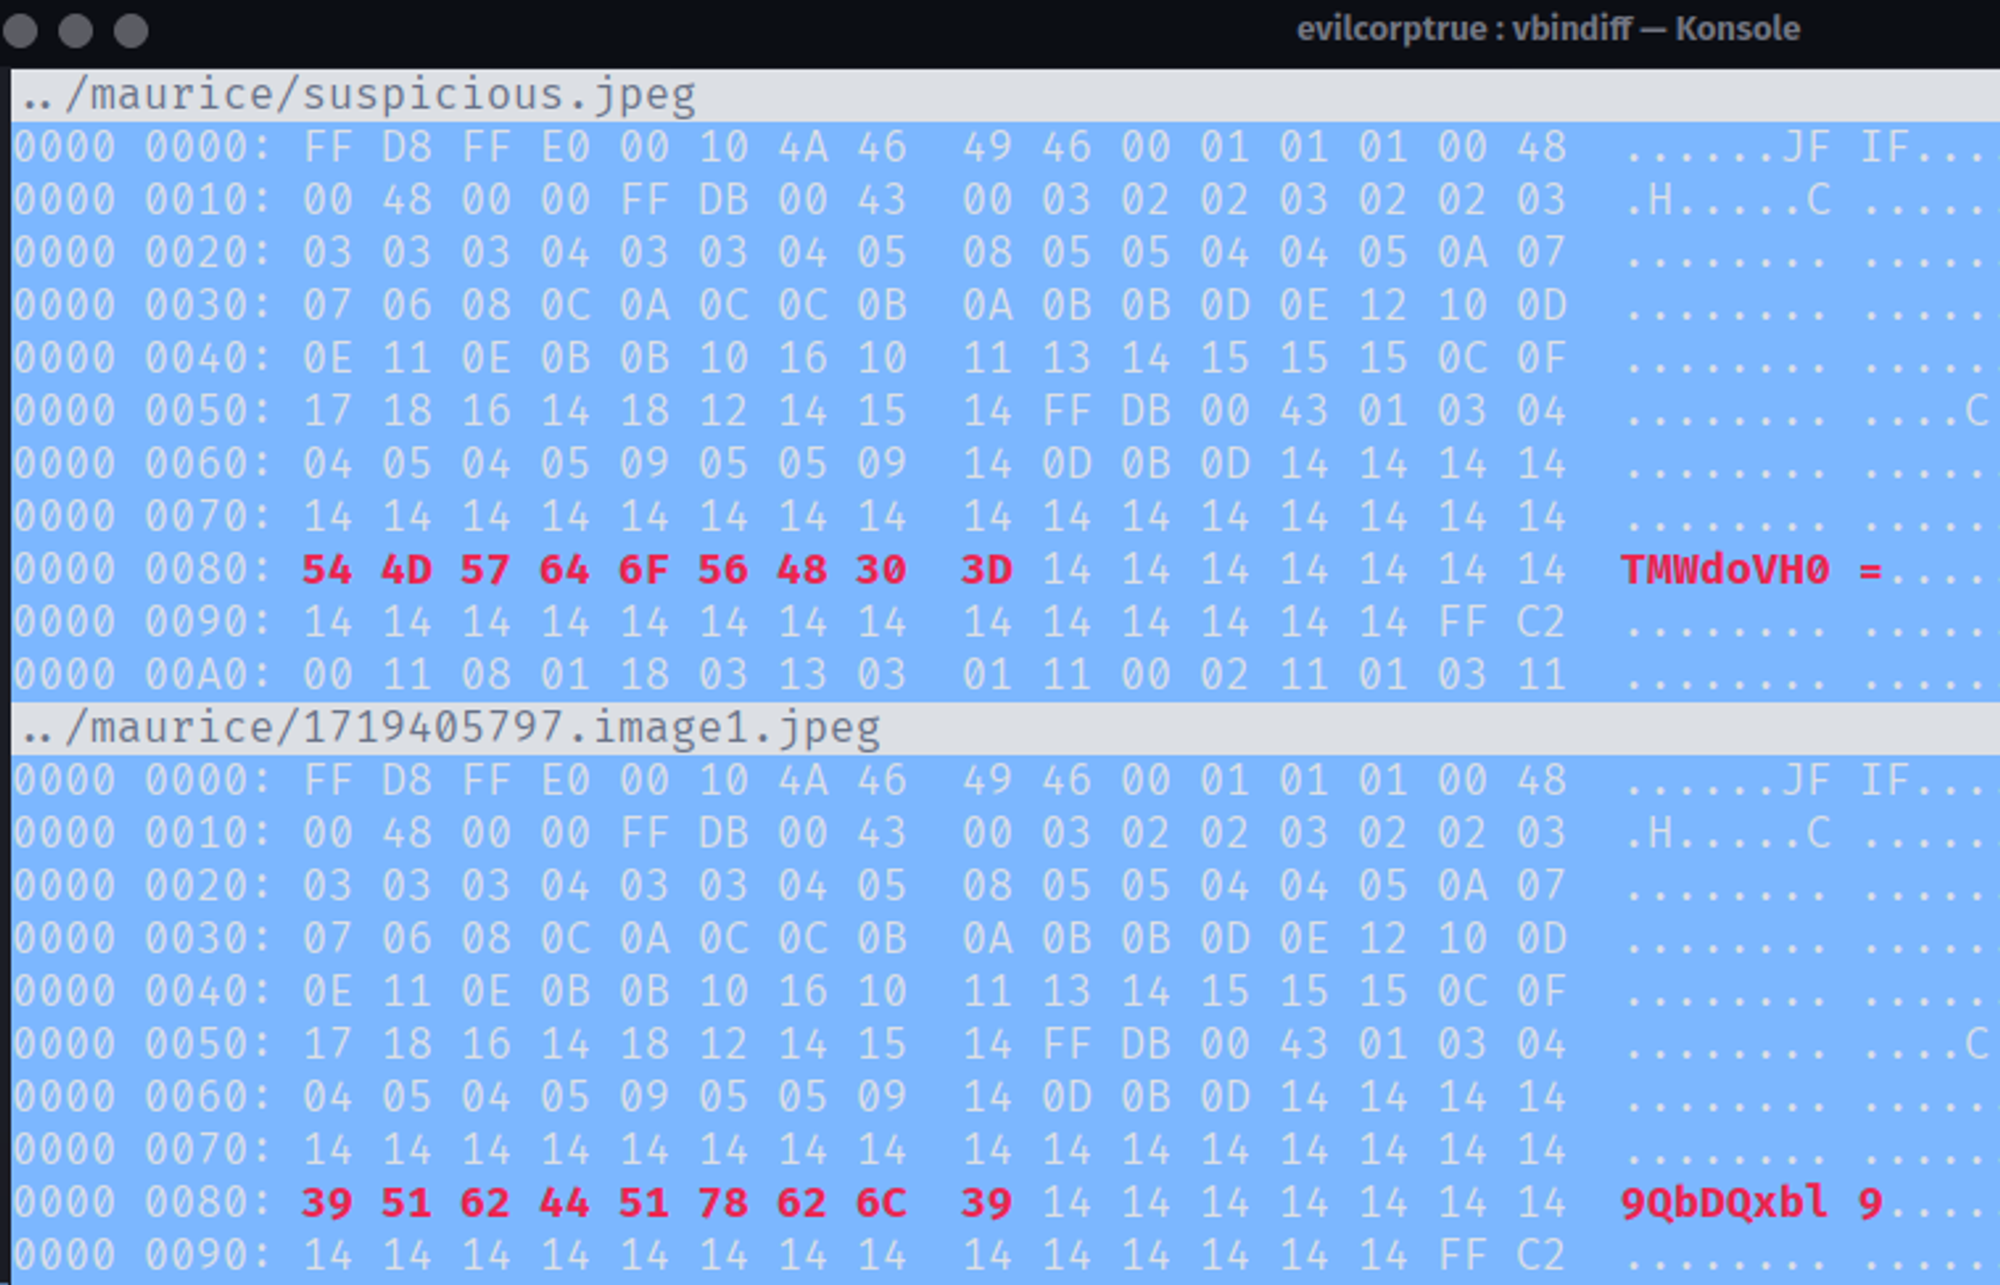 evilcorptrue : vbindiff — Konsole
../maurice/suspicious.jpeg
0000 0000: FF D8 FF E0 00 10 4A 46 49 46 00 01 01 01 00 48 ......JF IF....
0000 0010: 00 48 00 00 FF DB 00 43 00 03 02 02 03 02 02 03 .H.....C .....
0000 0020: 03 03 03 04 03 03 04 05 08 05 05 04 04 05 0A 07 ........ .....
0000 0030: 07 06 08 0C 0A 0C 0C 0B 0A 0B 0B 0D 0E 12 10 0D ........ .....
0000 0040: 0E 11 0E 0B 0B 10 16 10 11 13 14 15 15 15 0C 0F ........ .....
0000 0050: 17 18 16 14 18 12 14 15 14 FF DB 00 43 01 03 04 ........ ....C
0000 0060: 04 05 04 05 09 05 05 09 14 0D 0B 0D 14 14 14 14 ........ .....
0000 0070: 14 14 14 14 14 14 14 14 14 14 14 14 14 14 14 14 ........ .....
0000 0080: 54 4D 57 64 6F 56 48 30 3D 14 14 14 14 14 14 14 TMWdoVH0 =....
0000 0090: 14 14 14 14 14 14 14 14 14 14 14 14 14 14 FF C2 ........ .....
0000 00A0: 00 11 08 01 18 03 13 03 01 11 00 02 11 01 03 11 ........ .....
../maurice/1719405797.image1.jpeg
0000 0000: FF D8 FF E0 00 10 4A 46 49 46 00 01 01 01 00 48 ......JF IF....
0000 0010: 00 48 00 00 FF DB 00 43 00 03 02 02 03 02 02 03 .H.....C .....
0000 0020: 03 03 03 04 03 03 04 05 08 05 05 04 04 05 0A 07 ........ .....
0000 0030: 07 06 08 0C 0A 0C 0C 0B 0A 0B 0B 0D 0E 12 10 0D ........ .....
0000 0040: 0E 11 0E 0B 0B 10 16 10 11 13 14 15 15 15 0C 0F ........ .....
0000 0050: 17 18 16 14 18 12 14 15 14 FF DB 00 43 01 03 04 ........ ....C
0000 0060: 04 05 04 05 09 05 05 09 14 0D 0B 0D 14 14 14 14 ........ .....
0000 0070: 14 14 14 14 14 14 14 14 14 14 14 14 14 14 14 14 ........ .....
0000 0080: 39 51 62 44 51 78 62 6C 39 14 14 14 14 14 14 14 9QbDQxbl 9....
0000 0090: 14 14 14 14 14 14 14 14 14 14 14 14 14 14 FF C2 ........ .....